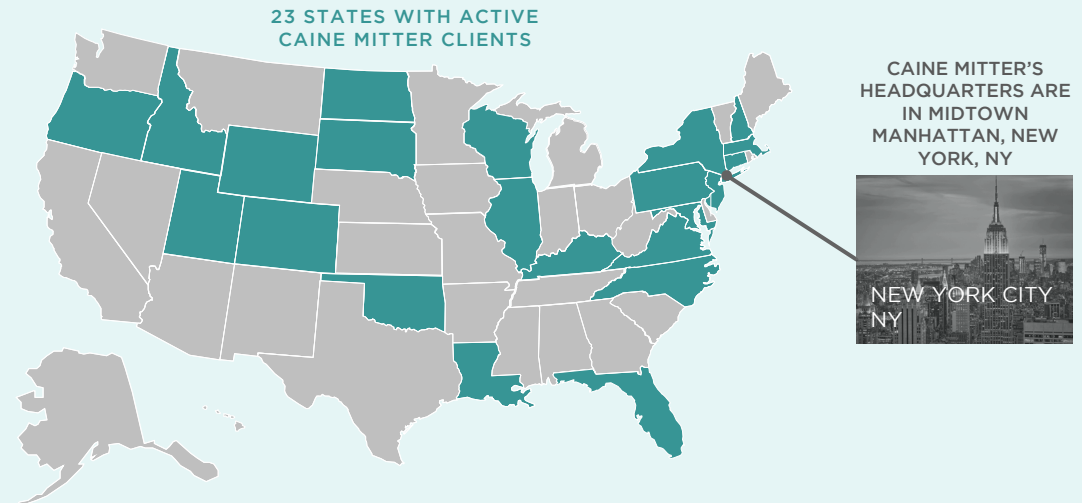 23 STATES WITH ACTIVE
CAINE MITTER CLIENTS
CAINE MITTER’S
HEADQUARTERS ARE
IN MIDTOWN
MANHATTAN, NEW
YORK, NY
NEW YORK CITY
NY